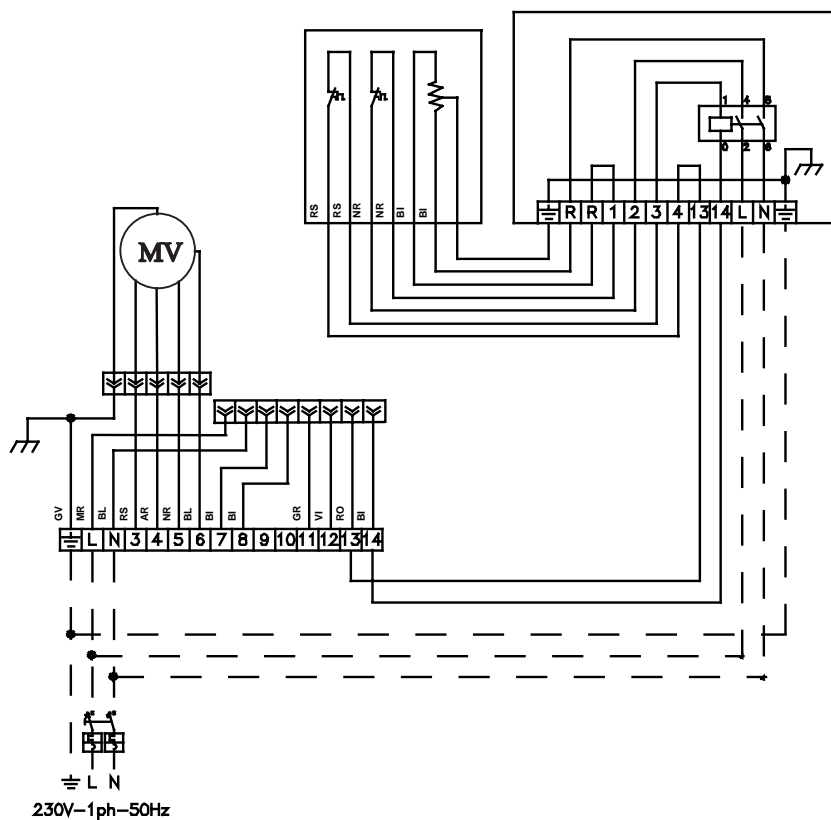 1 4 5
0 2 6
RS RS NR NR BI BI
R R 1 2 3 4 13 14 L N
MV
GV MR BL RS AR NR BL BI BI GR VI RO BI
L N 3 4 5 6 7 8 9 10 11 12 13 14
L N
230V-1ph-50Hz